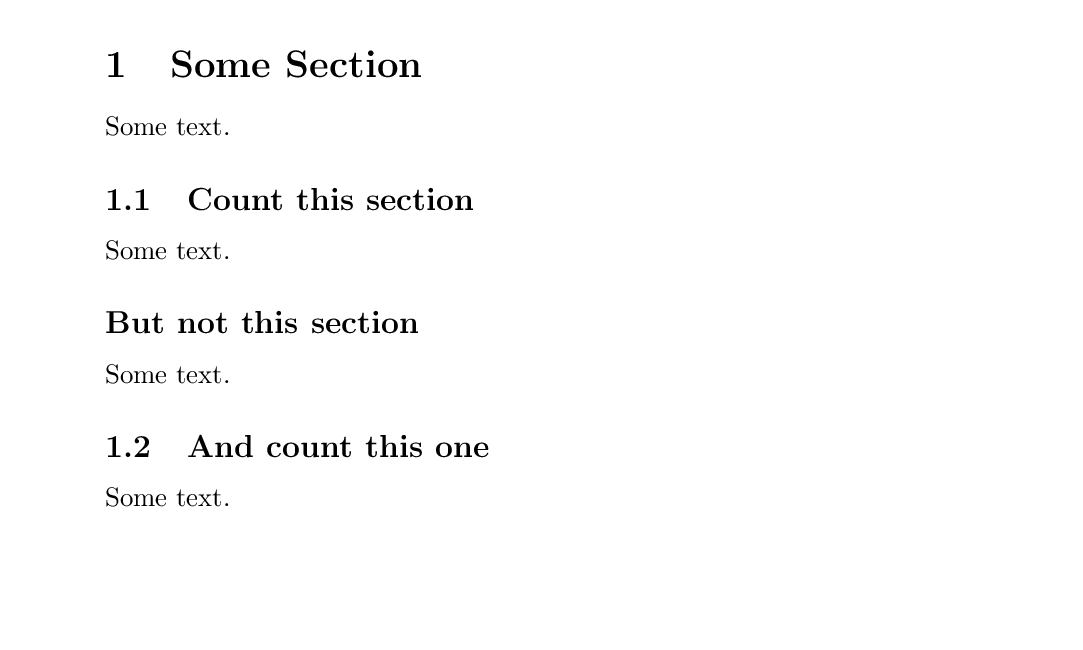 1 Some Section
Some text.
1.1 Count this section
Some text.
But not this section
Some text.
1.2 And count this one
Some text.